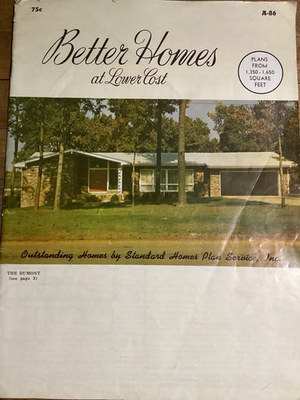 75¢
A-86
Better Homes
at Lower Cost
PLANS
FROM
1,350-1,650
SQUARE
FEET
Outstanding Homes by Standard Homes Plan Service, Inc.
THE DUMONT
(see page 3)